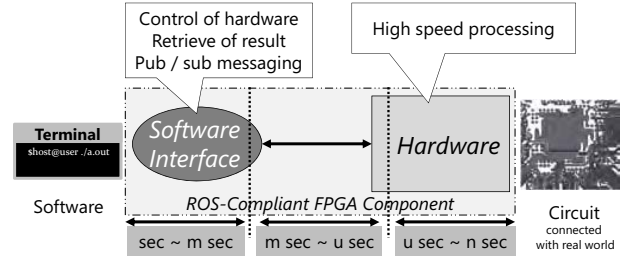 Control of hardware
Retrieve of result
Pub / sub messaging
High speed processing
Terminal
$host@user ./a.out
Software
Software
Interface
Hardware
ROS-Compliant FPGA Component
Circuit
connected
with real world
sec ~ m sec
m sec ~ u sec
u sec ~ n sec